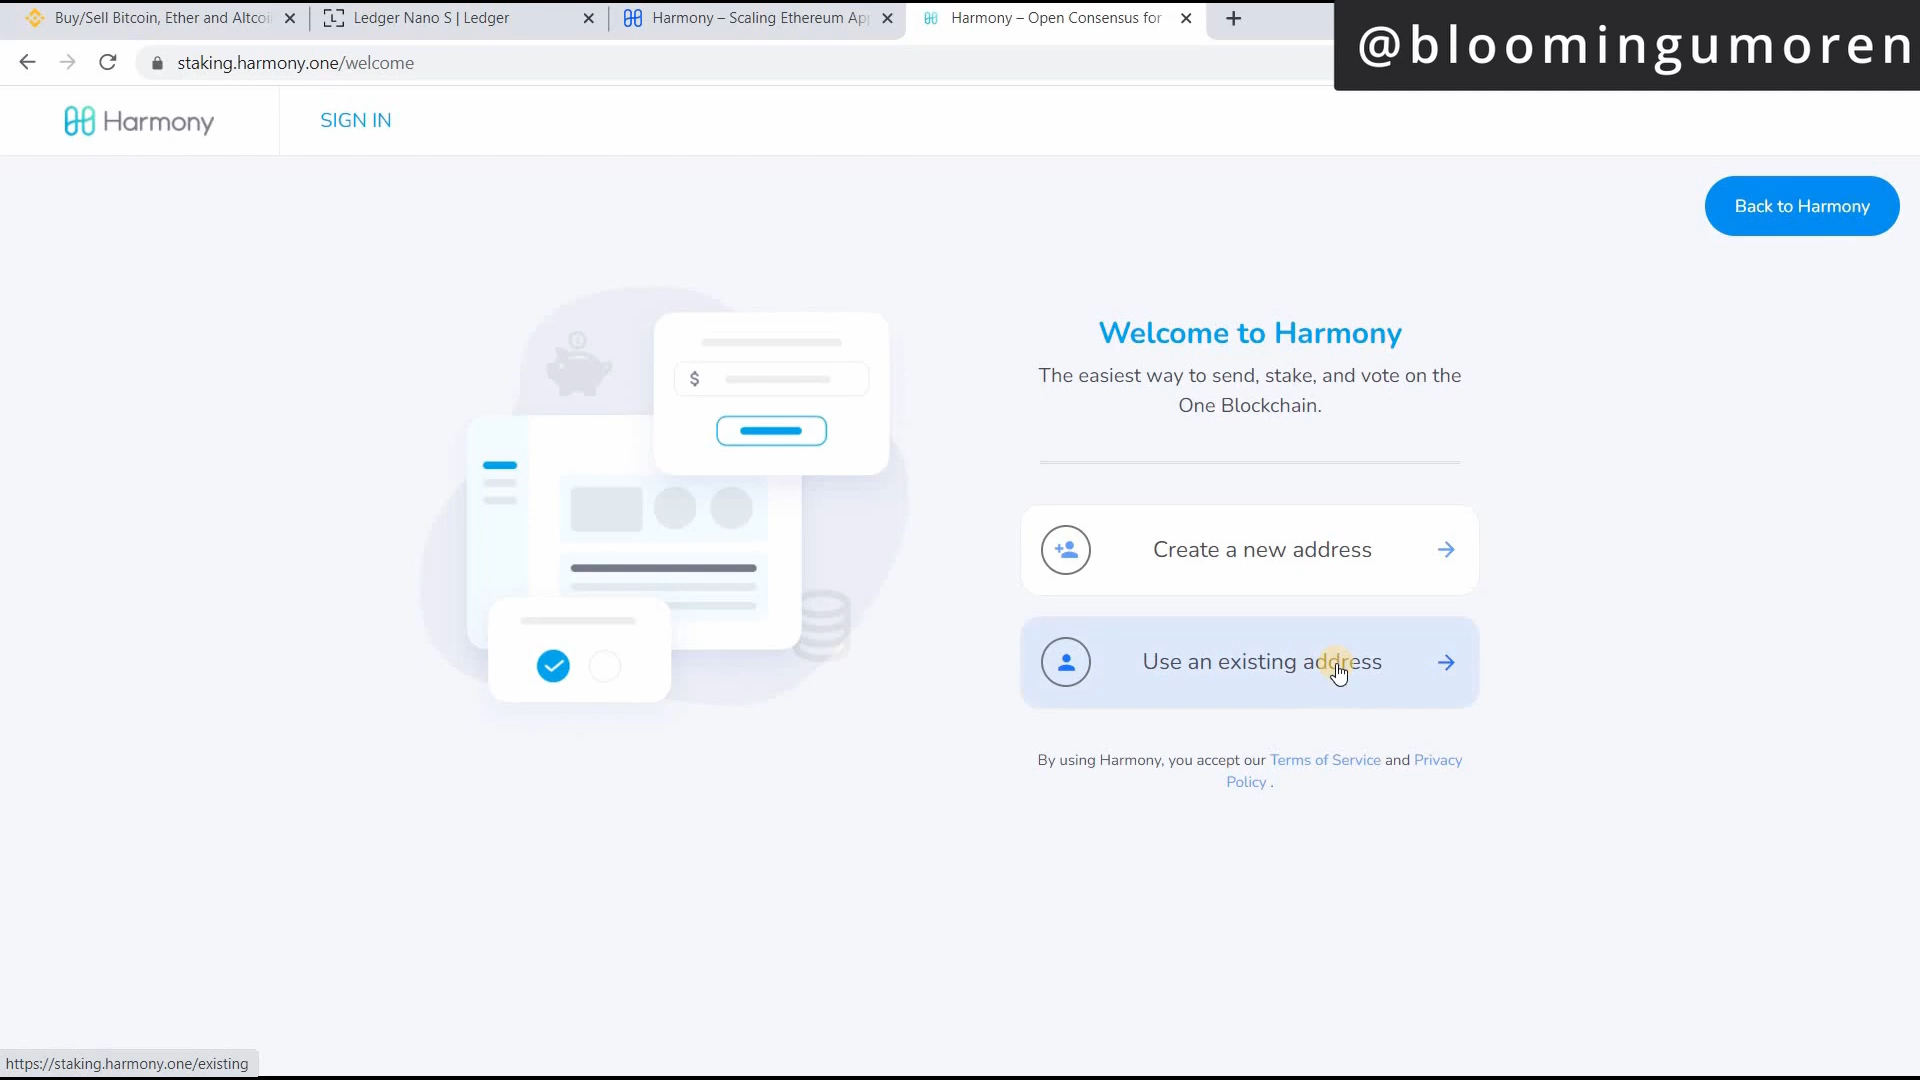 Buy/Sell Bitcoin, Ether and Altcoi
Ledger Nano S | Ledger
Harmony – Scaling Ethereum Ap
Harmony – Open Consensus for
@bloomingumoren
staking.harmony.one/welcome
Harmony
SIGN IN
Back to Harmony
Welcome to Harmony
The easiest way to send, stake, and vote on the
One Blockchain.
$
Create a new address
Use an existing address
By using Harmony, you accept our Terms of Service and Privacy
Policy .
https://staking.harmony.one/existing